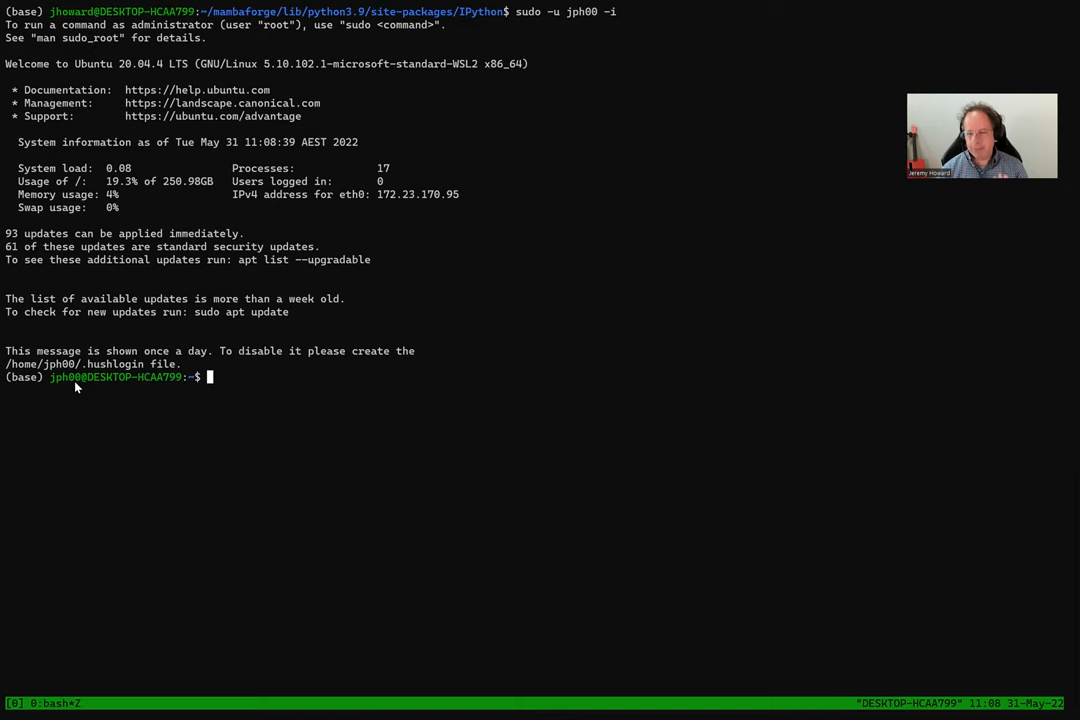 (base) jhoward@DESKTOP-HCAA799:~/mambaforge/lib/python3.9/site-packages/IPython$ sudo -u jph00 -i
To run a command as administrator (user "root"), use "sudo <command>".
See "man sudo_root" for details.
Welcome to Ubuntu 20.04.4 LTS (GNU/Linux 5.10.102.1-microsoft-standard-WSL2 x86_64)
* Documentation:  https://help.ubuntu.com
* Management:     https://landscape.canonical.com
* Support:        https://ubuntu.com/advantage
System information as of Tue May 31 11:08:39 AEST 2022
System load:  0.08                Processes:             17
Usage of /:   19.3% of 250.98GB   Users logged in:       0
Memory usage: 4%                  IPv4 address for eth0: 172.23.170.95
Swap usage:   0%
93 updates can be applied immediately.
61 of these updates are standard security updates.
To see these additional updates run: apt list --upgradable
The list of available updates is more than a week old.
To check for new updates run: sudo apt update
This message is shown once a day. To disable it please create the
/home/jph00/.hushlogin file.
(base) jph00@DESKTOP-HCAA799:~$
Jeremy Howard
[0] 0:bash*Z "DESKTOP-HCAA799" 11:08 31-May-22